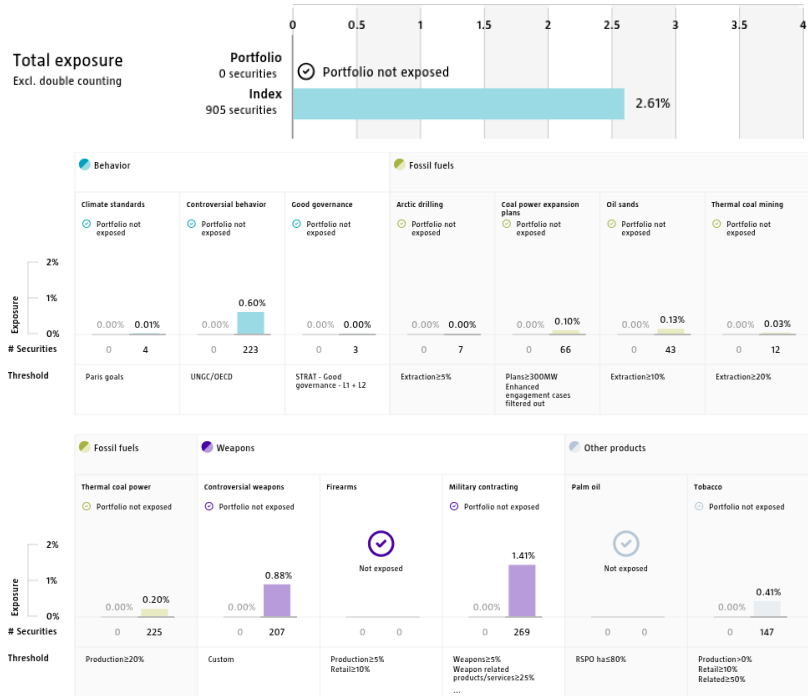 0 0.5 1 1.5 2 2.5 3 3.5 4
Total exposure
Excl. double counting
Portfolio
0 securities
Portfolio not exposed
Index
905 securities
2.61%
Behavior
Fossil fuels
Climate standards
Controversial behavior
Good governance
Arctic drilling
Coal power expansion
plans
Oil sands
Thermal coal mining
Portfolio not
exposed
Portfolio not
exposed
Portfolio not
exposed
Portfolio not
exposed
Portfolio not
exposed
Portfolio not
exposed
Portfolio not
exposed
Exposure
2%
1%
0%
0.00% 0.01%
0.00% 0.60%
0.00% 0.00%
0.00% 0.00%
0.00% 0.10%
0.00% 0.13%
0.00% 0.03%
# Securities
0 4
0 223
0 3
0 7
0 66
0 43
0 12
Threshold
Paris goals
UNGC/OECD
STRAT - Good
governance - L1 + L2
Extraction≥5%
Plans≥300MW
Enhanced
engagement cases
filtered out
Extraction≥10%
Extraction≥20%
Fossil fuels
Weapons
Other products
Thermal coal power
Controversial weapons
Firearms
Military contracting
Palm oil
Tobacco
Portfolio not exposed
Portfolio not exposed
Not exposed
Portfolio not exposed
Not exposed
Portfolio not exposed
Exposure
2%
1%
0%
0.00% 0.20%
0.00% 0.88%
0.00% 1.41%
0.00% 0.41%
# Securities
0 225
0 207
0 0
0 269
0 0
0 147
Threshold
Production≥20%
Custom
Production≥5%
Retail≥10%
Weapons≥5%
Weapon related
products/services≥25%
...
RSPO ha≤80%
Production>0%
Retail≥10%
Related≥50%